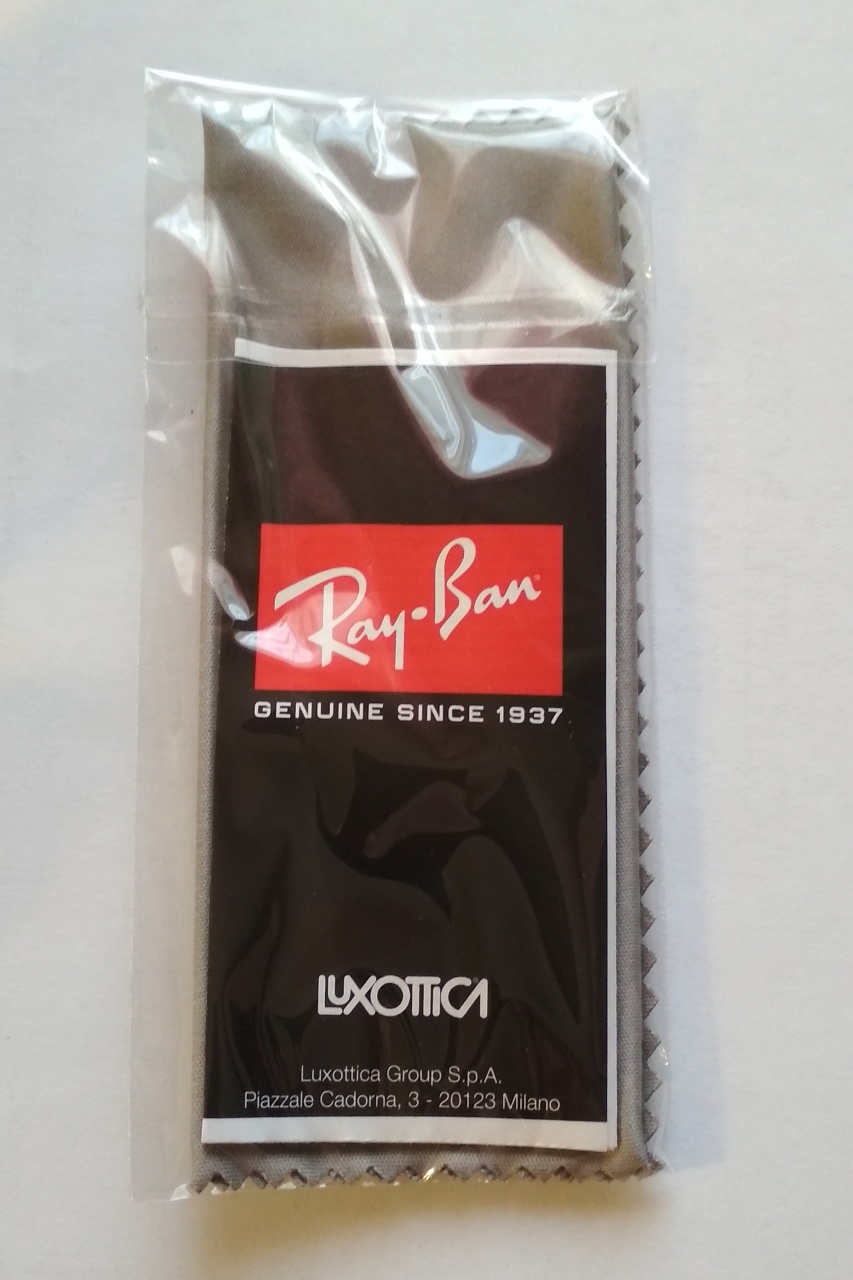 Ray-Ban
GENUINE SINCE 1937
LUXOTTICA
Luxottica Group S.p.A.
Piazzale Cadorna, 3 - 20123 Milano